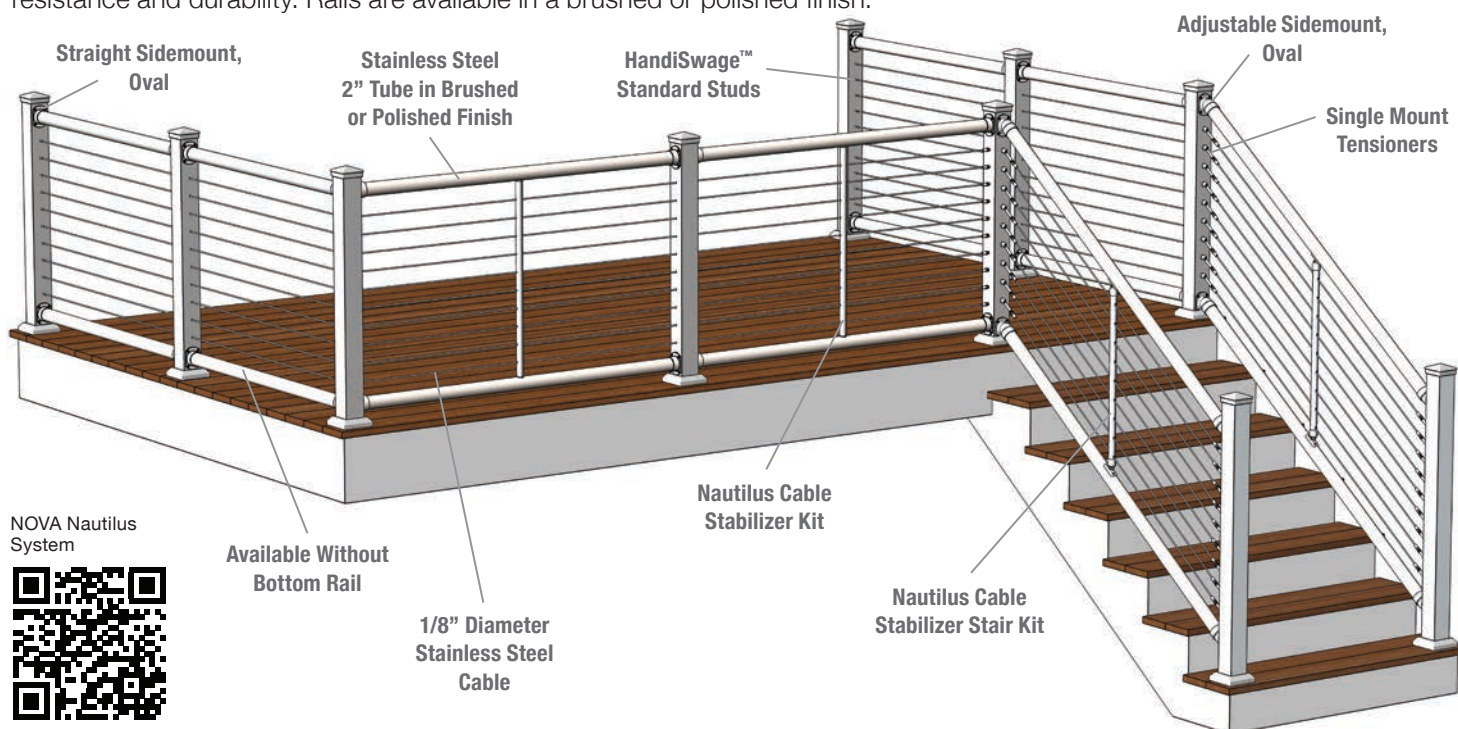 resistance and durability. Rails are available in a brushed or polished finish.
Straight Sidemount,
Oval
Stainless Steel
2” Tube in Brushed
or Polished Finish
HandiSwage™
Standard Studs
Adjustable Sidemount,
Oval
Single Mount
Tensioners
NOVA Nautilus
System
Available Without
Bottom Rail
1/8” Diameter
Stainless Steel
Cable
Nautilus Cable
Stabilizer Kit
Nautilus Cable
Stabilizer Stair Kit